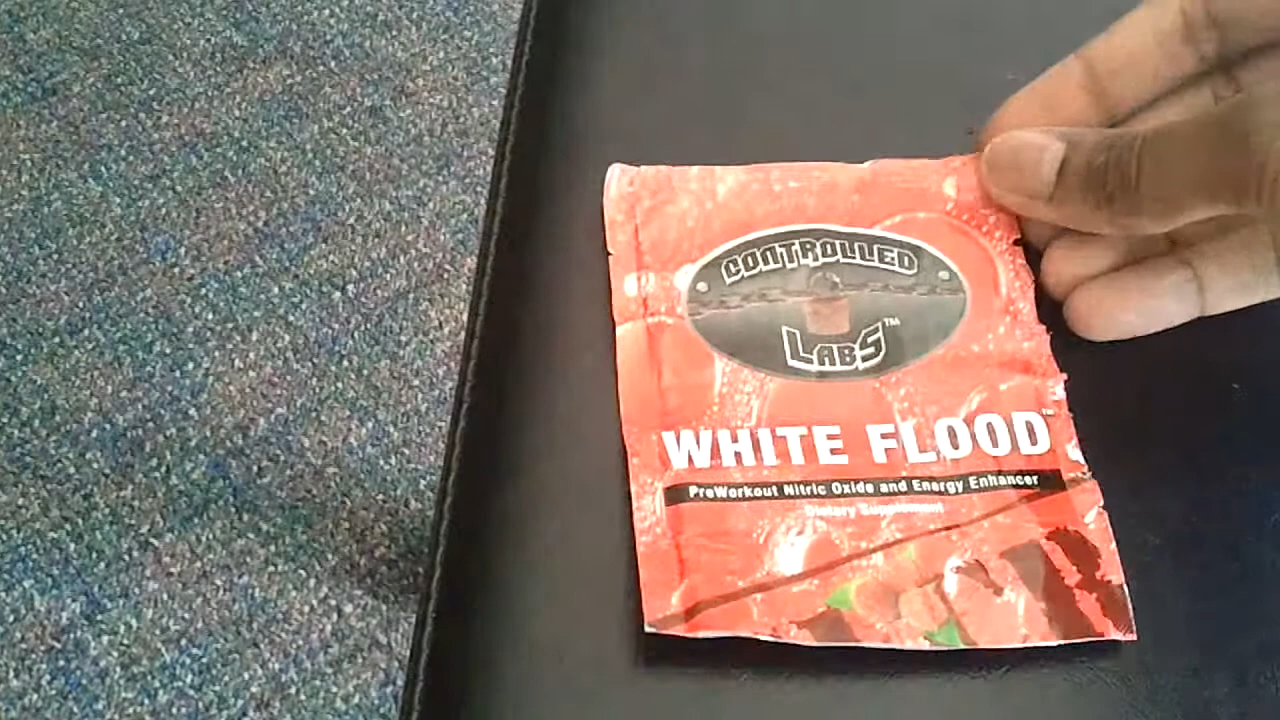 CONTROLLED
LABS™
WHITE FLOOD™
PreWorkout Nitric Oxide and Energy Enhancer
Dietary Supplement